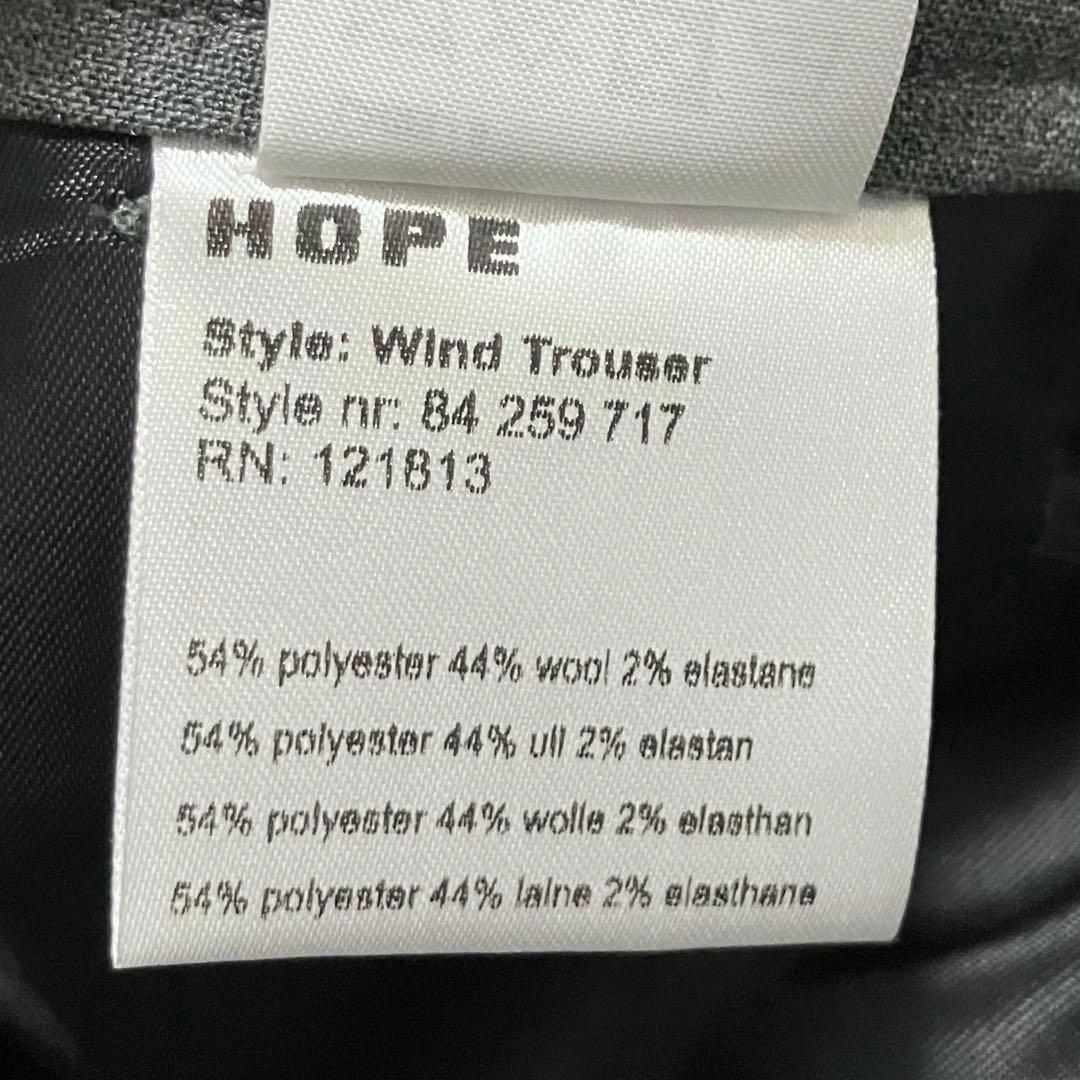 HOPE
Style: Wind Trouser
Style nr: 84 259 717
RN: 121813
54% polyester 44% wool 2% elastane
54% polyester 44% ull 2% elastan
54% polyester 44% wolle 2% elasthan
54% polyester 44% laine 2% elasthane